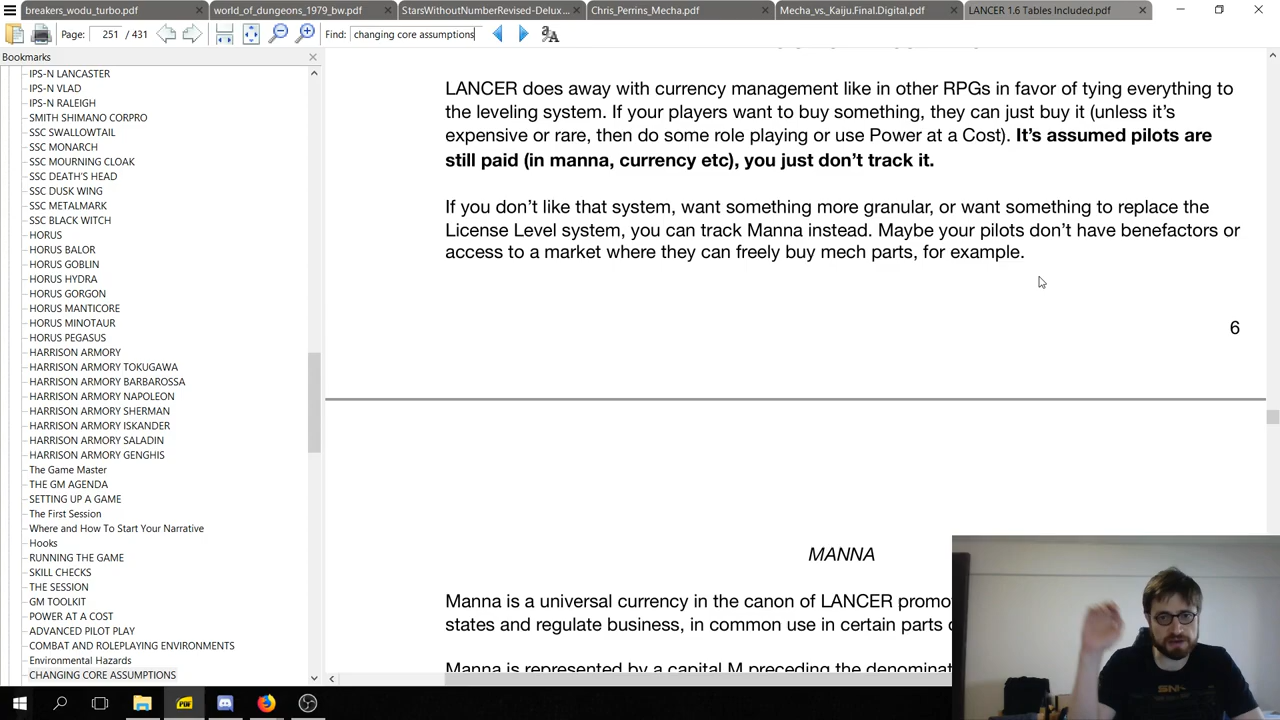 breakers_wodu_turbo.pdf world_of_dungeons_1979_bw.pdf StarsWithoutNumberRevised-Delux... Chris_Perrins_Mecha.pdf Mecha_vs._Kaiju.Final.Digital.pdf LANCER 1.6 Tables Included.pdf
Page: 251 / 431 Find: changing core assumptions
Bookmarks
IPS-N LANCASTER
IPS-N VLAD
IPS-N RALEIGH
SMITH SHIMANO CORPRO
SSC SWALLOWTAIL
SSC MONARCH
SSC MOURNING CLOAK
SSC DEATH'S HEAD
SSC DUSK WING
SSC METALMARK
SSC BLACK WITCH
HORUS
HORUS BALOR
HORUS GOBLIN
HORUS HYDRA
HORUS GORGON
HORUS MANTICORE
HORUS MINOTAUR
HORUS PEGASUS
HARRISON ARMORY
HARRISON ARMORY TOKUGAWA
HARRISON ARMORY BARBAROSSA
HARRISON ARMORY NAPOLEON
HARRISON ARMORY SHERMAN
HARRISON ARMORY ISKANDER
HARRISON ARMORY SALADIN
HARRISON ARMORY GENGHIS
The Game Master
THE GM AGENDA
SETTING UP A GAME
The First Session
Where and How To Start Your Narrative
Hooks
RUNNING THE GAME
SKILL CHECKS
THE SESSION
GM TOOLKIT
POWER AT A COST
ADVANCED PILOT PLAY
COMBAT AND ROLEPLAYING ENVIRONMENTS
Environmental Hazards
CHANGING CORE ASSUMPTIONS
LANCER does away with currency management like in other RPGs in favor of tying everything to
the leveling system. If your players want to buy something, they can just buy it (unless it's
expensive or rare, then do some role playing or use Power at a Cost). It's assumed pilots are
still paid (in manna, currency etc), you just don't track it.
If you don't like that system, want something more granular, or want something to replace the
License Level system, you can track Manna instead. Maybe your pilots don't have benefactors or
access to a market where they can freely buy mech parts, for example.
6
MANNA
Manna is a universal currency in the canon of LANCER promo
states and regulate business, in common use in certain parts
Manna is represented by a capital M preceding the denominat